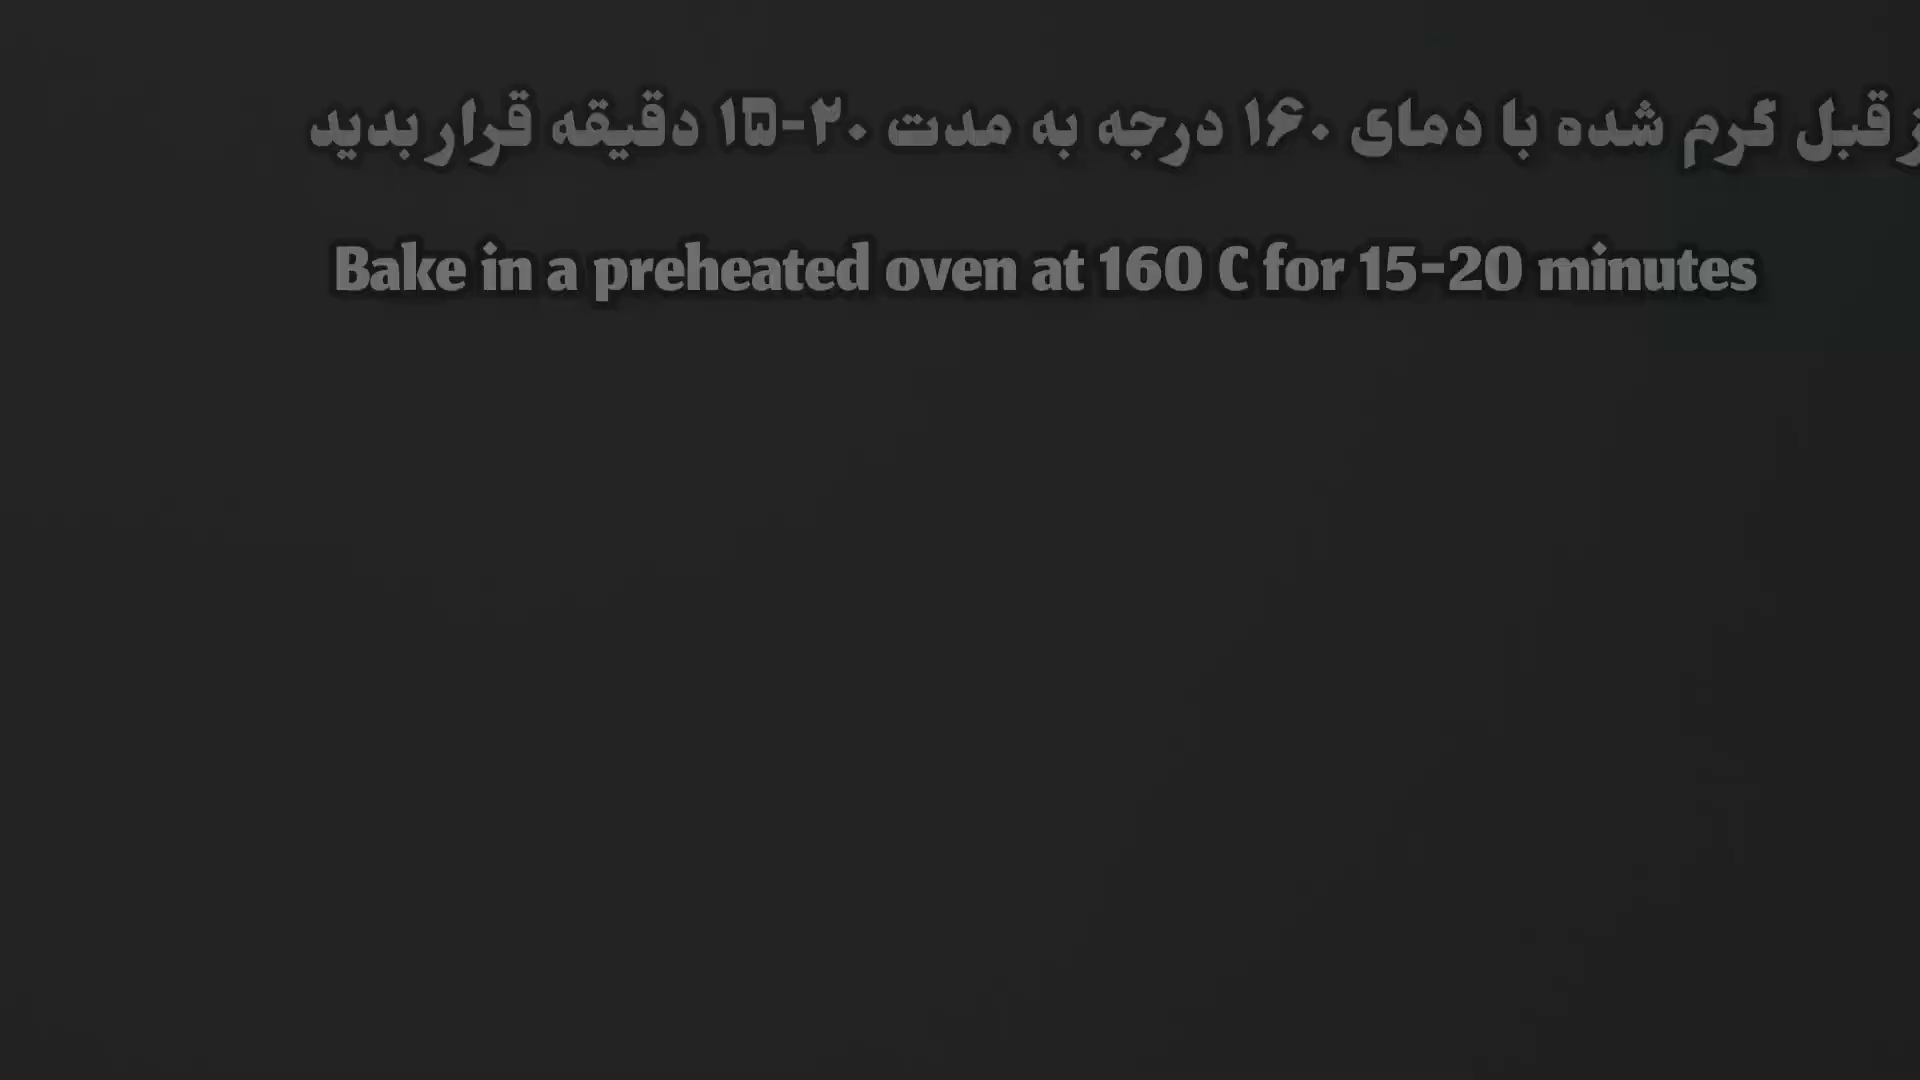 قبل گرم شده با دمای ۱۶۰ درجه به مدت ۲۰-۱۵ دقیقه قرار بدید
Bake in a preheated oven at 160 C for 15-20 minutes